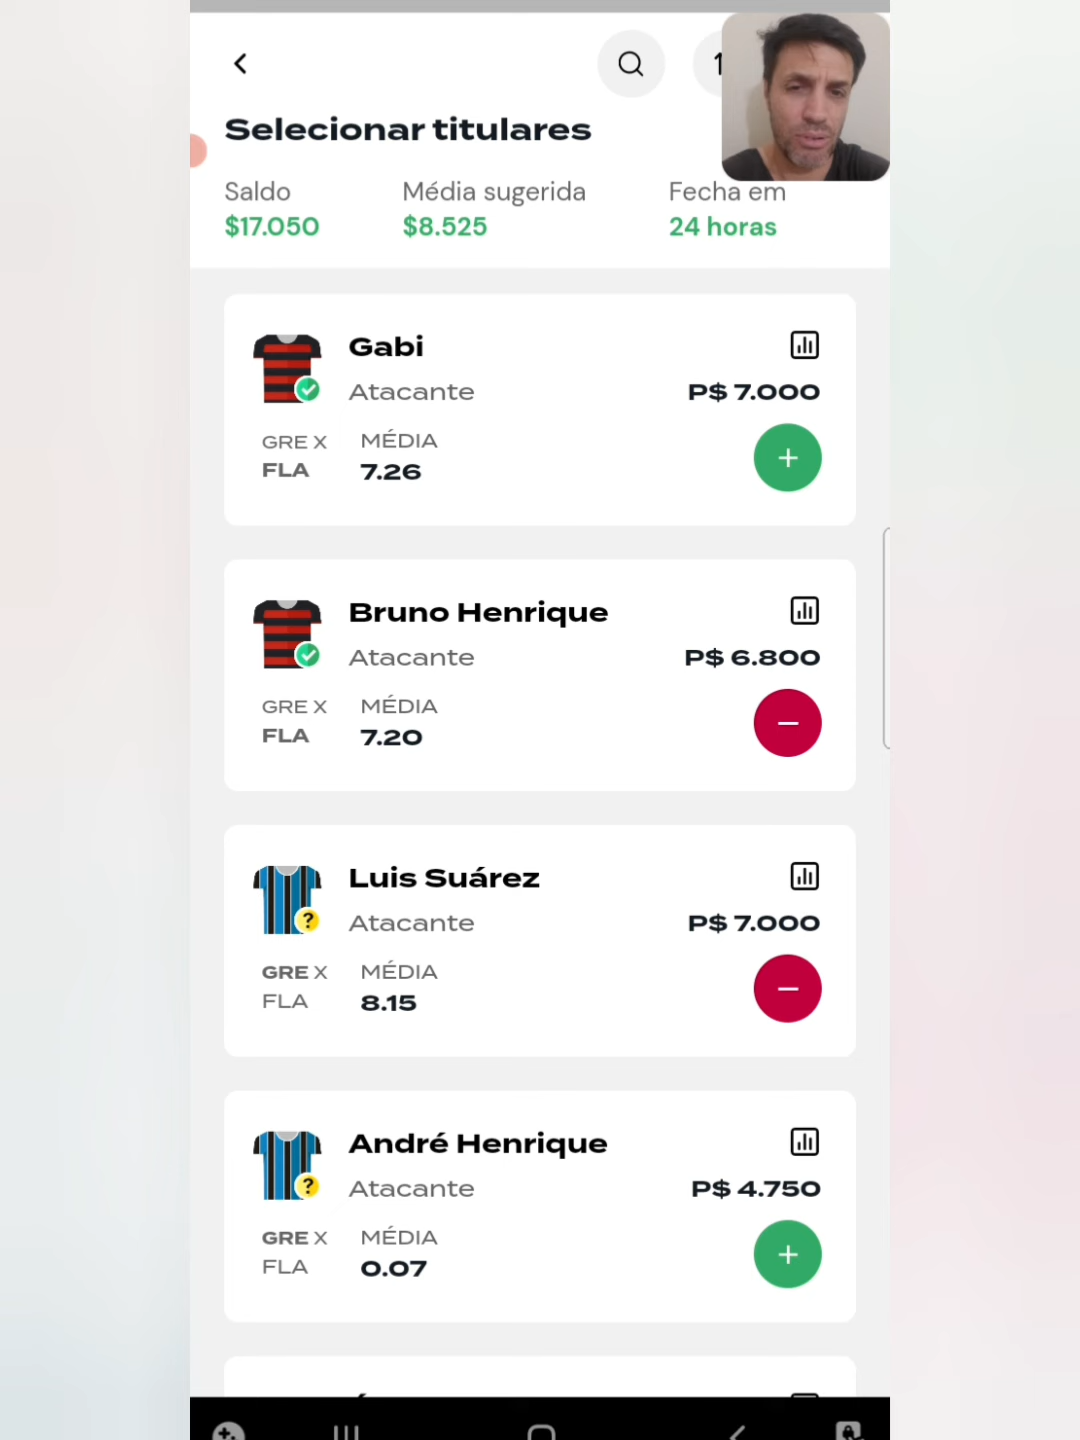 Selecionar titulares
Saldo
Média sugerida
Fecha em
$17.050
$8.525
24 horas
Gabi
Atacante
P$ 7.000
GRE X
FLA
MÉDIA
7.26
Bruno Henrique
Atacante
P$ 6.800
GRE X
FLA
MÉDIA
7.20
Luis Suárez
Atacante
P$ 7.000
?
GRE X
FLA
MÉDIA
8.15
André Henrique
Atacante
P$ 4.750
?
GRE X
FLA
MÉDIA
0.07